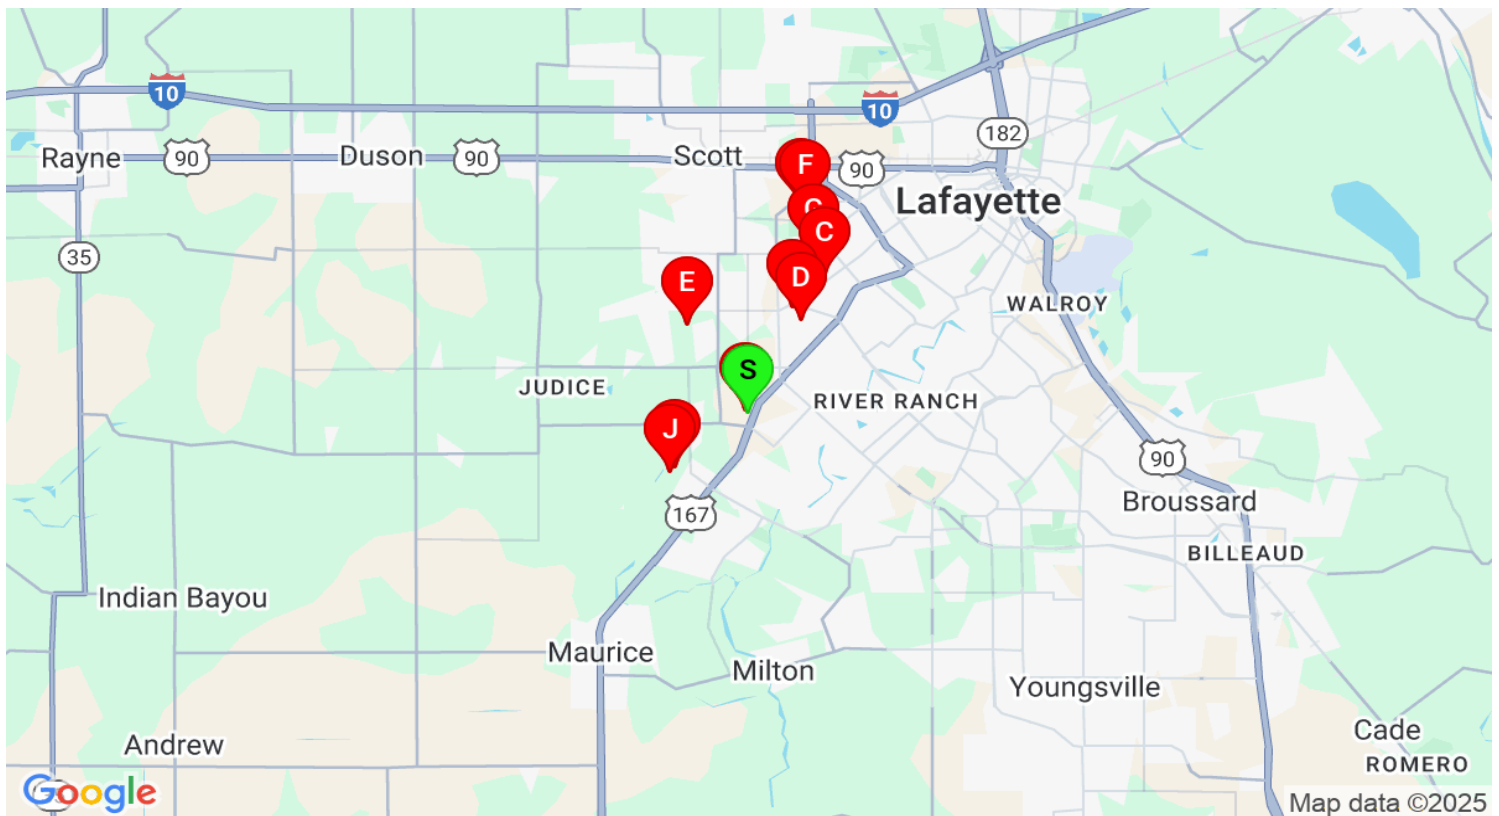 10
10
182
Rayne
90
Duson
90
Scott
F
90
Lafayette
C
35
D
E
WALROY
S
JUDICE
RIVER RANCH
J
90
Broussard
167
BILLEAUD
Indian Bayou
Maurice
Milton
Youngsville
Cade
Andrew
ROMERO
Google
Map data ©2025